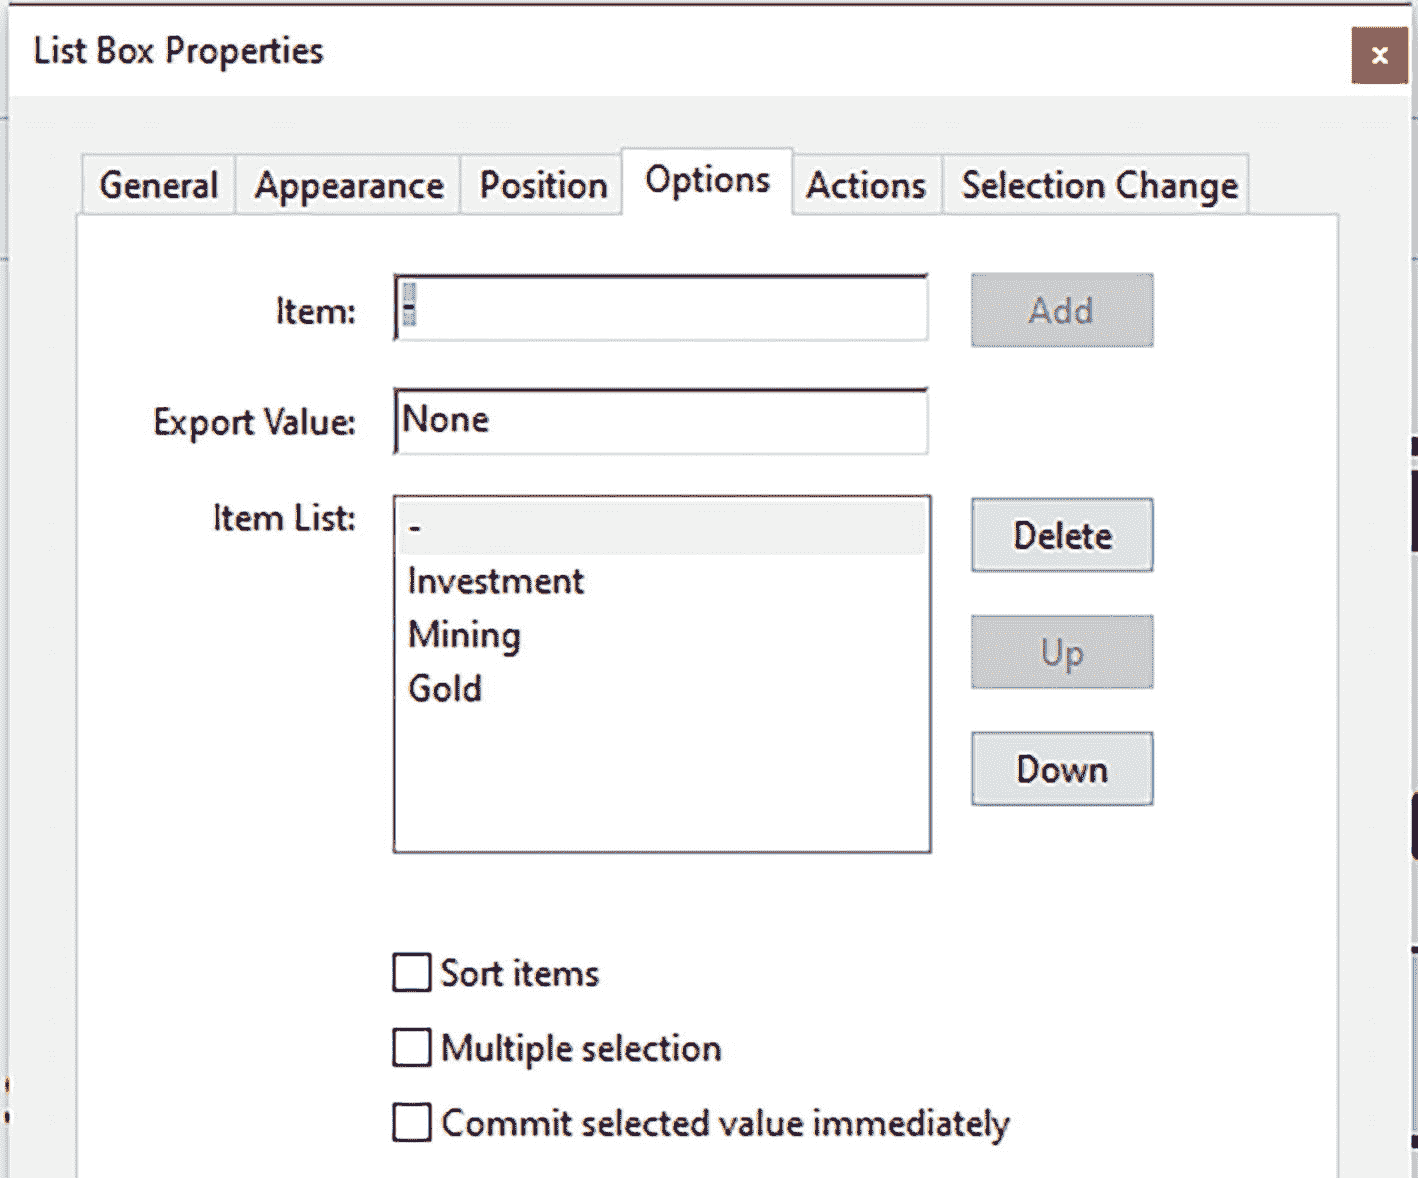 List Box Properties
x
General Appearance Position Options Actions Selection Change
Item: - Add
Export Value: None
Item List: - Delete
Investment
Mining Up
Gold
Down
Sort items
Multiple selection
Commit selected value immediately